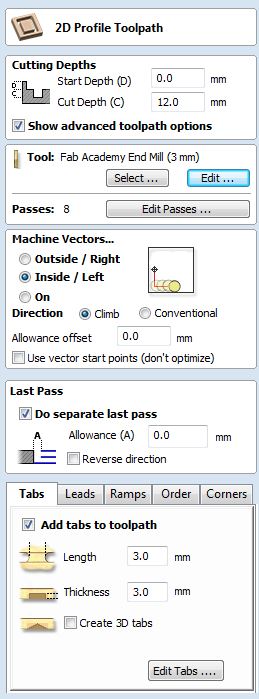 2D Profile Toolpath
Cutting Depths
Start Depth (D) 0.0 mm
Cut Depth (C) 12.0 mm
Show advanced toolpath options
Tool: Fab Academy End Mill (3 mm)
Select ... Edit ...
Passes: 8 Edit Passes ...
Machine Vectors...
Outside / Right
Inside / Left
On
Direction Climb Conventional
Allowance offset 0.0 mm
Use vector start points (don't optimize)
Last Pass
Do separate last pass
A Allowance (A) 0.0 mm
Reverse direction
Tabs Leads Ramps Order Corners
Add tabs to toolpath
Length 3.0 mm
Thickness 3.0 mm
Create 3D tabs
Edit Tabs ....